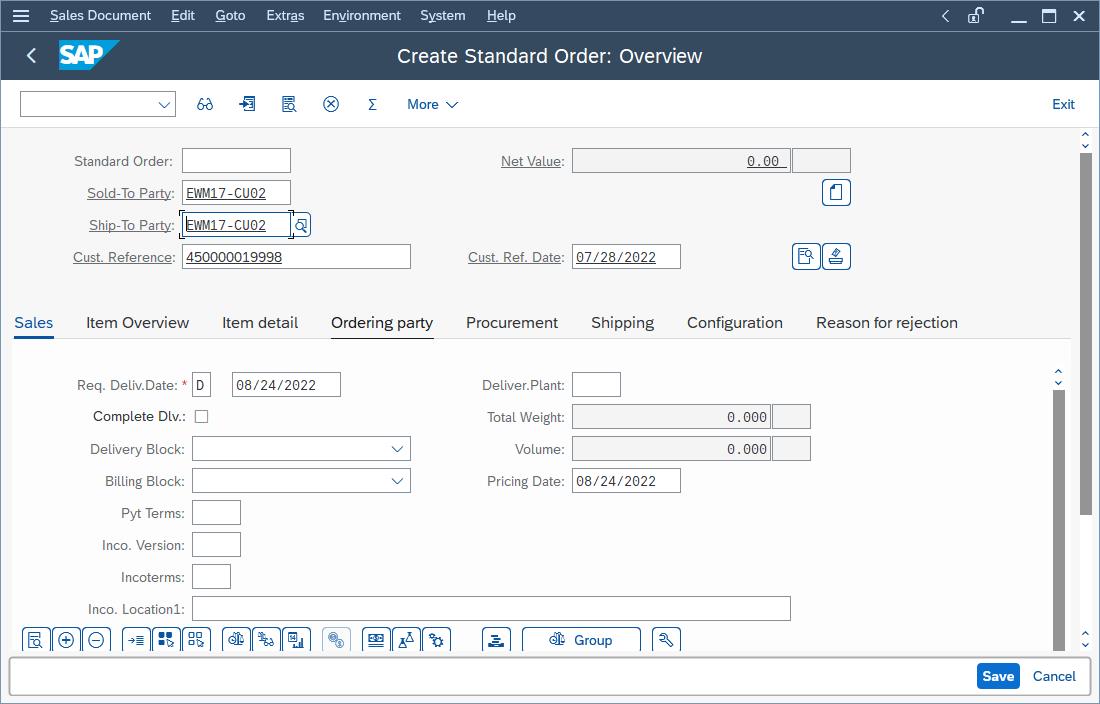 Sales Document Edit Goto Extras Environment System Help
SAP Create Standard Order: Overview
More Exit
Standard Order: Net Value: 0.00
Sold-To Party: EWM17-CU02
Ship-To Party: EWM17-CU02
Cust. Reference: 450000019998 Cust. Ref. Date: 07/28/2022
Sales Item Overview Item detail Ordering party Procurement Shipping Configuration Reason for rejection
Req. Deliv.Date: * D 08/24/2022 Deliver.Plant:
Complete Dlv.: Total Weight: 0.000
Delivery Block: Volume: 0.000
Billing Block: Pricing Date: 08/24/2022
Pyt Terms:
Inco. Version:
Incoterms:
Inco. Location1:
Group
Save Cancel